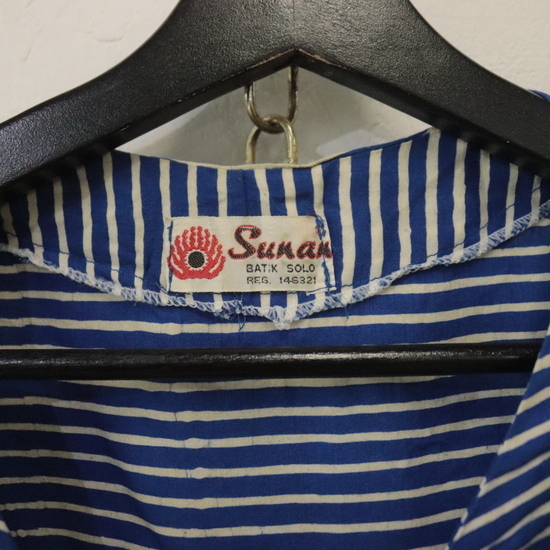 Sunan
BATIK SOLO
REG. 146321